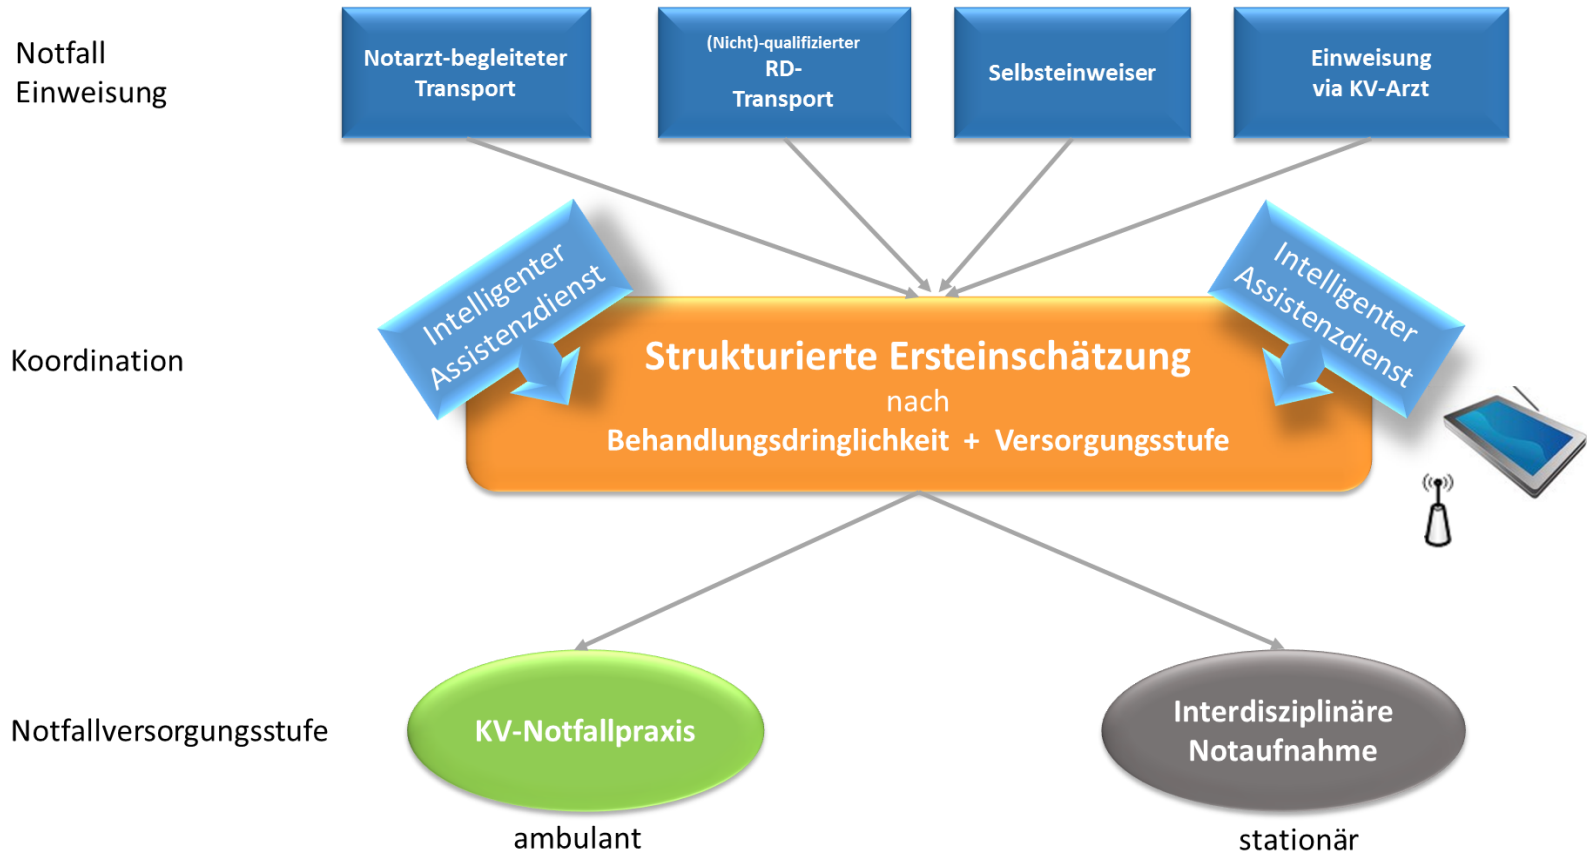 Notfall
Einweisung
Notarzt-begleiteter
Transport
(Nicht)-qualifizierter
RD-
Transport
Selbsteinweiser
Einweisung
via KV-Arzt
Intelligenter
Assistenzdienst
Intelligenter
Assistenzdienst
Koordination
Strukturierte Ersteinschätzung
nach
Behandlungsdringlichkeit + Versorgungsstufe
Notfallversorgungsstufe
KV-Notfallpraxis
Interdisziplinäre
Notaufnahme
ambulant
stationär